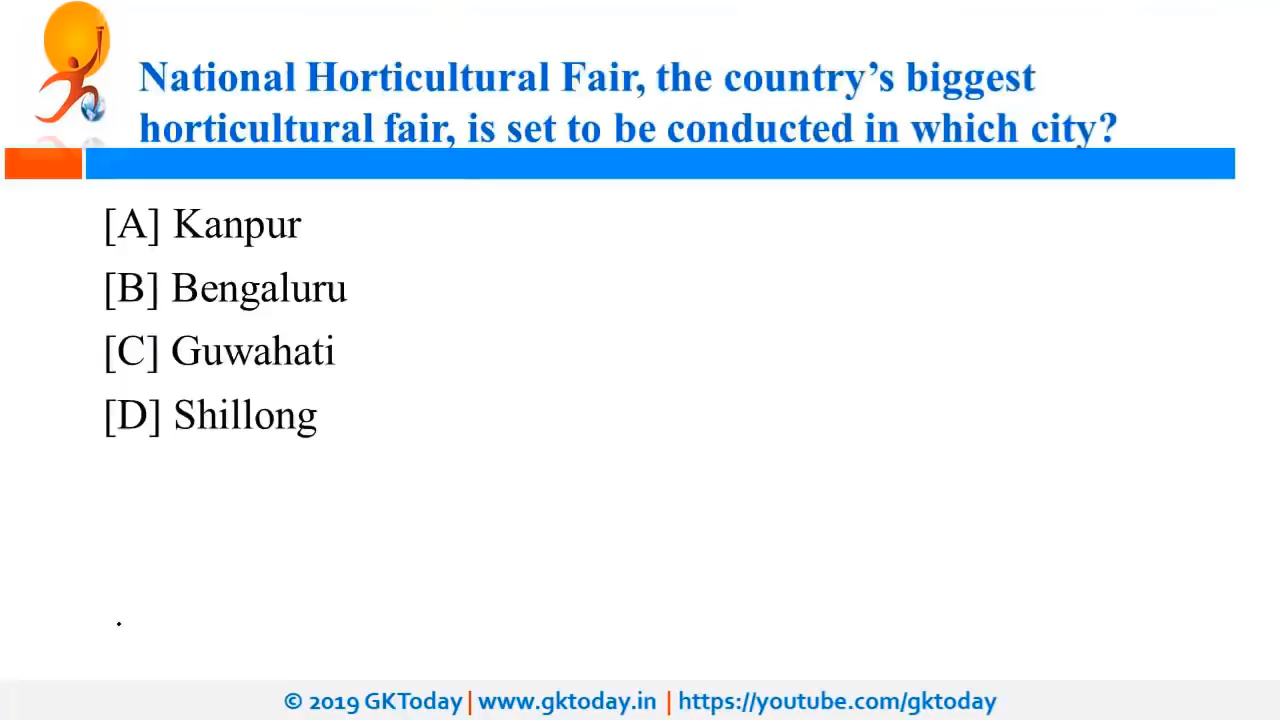 National Horticultural Fair, the country’s biggest
horticultural fair, is set to be conducted in which city?
[A] Kanpur
[B] Bengaluru
[C] Guwahati
[D] Shillong
.
© 2019 GKToday | www.gktoday.in | https://youtube.com/gktoday